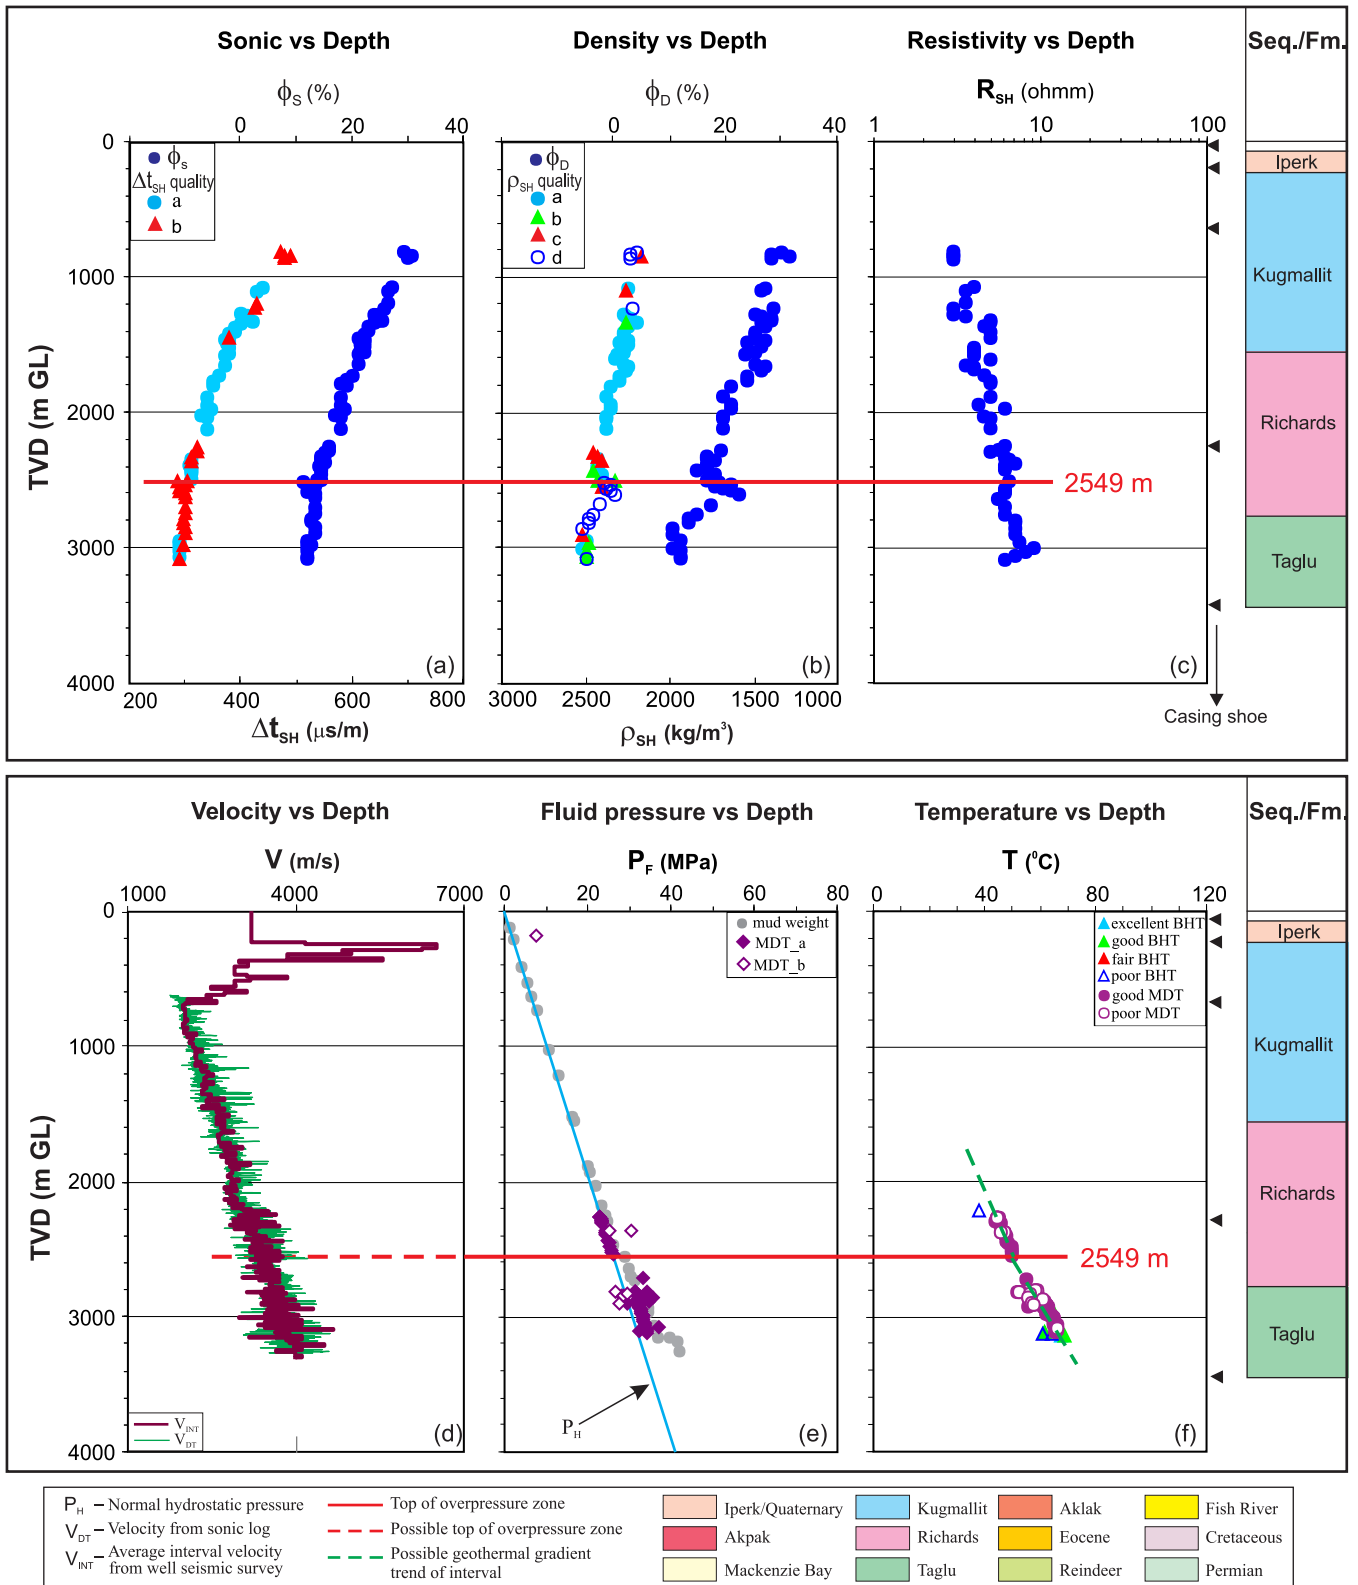 Sonic vs Depth Density vs Depth Resistivity vs Depth Seq./Fm.
ϕS (%) ϕD (%) RSH (ohmm)
0 20 40 0 20 40 1 10 100
0
1000
2000
3000
4000
TVD (m GL)
ϕs
ΔtSH quality
a
b
ϕD
ρSH quality
a
b
c
d
2549 m
(a) (b) (c)
200 400 600 800
3000 2500 2000 1500 1000
ΔtSH (μs/m) ρSH (kg/m³)
Casing shoe
Iperk
Kugmallit
Richards
Taglu
Velocity vs Depth Fluid pressure vs Depth Temperature vs Depth Seq./Fm.
V (m/s) PF (MPa) T (⁰C)
1000 4000 7000 0 20 40 60 80 0 40 80 120
0
1000
2000
3000
4000
TVD (m GL)
mud weight
MDT_a
MDT_b
excellent BHT
good BHT
fair BHT
poor BHT
good MDT
poor MDT
2549 m
PH
VINT
VDT
(d) (e) (f)
Iperk
Kugmallit
Richards
Taglu
PH – Normal hydrostatic pressure
VDT – Velocity from sonic log
VINT – Average interval velocity
from well seismic survey
Top of overpressure zone
Possible top of overpressure zone
Possible geothermal gradient
trend of interval
Iperk/Quaternary Kugmallit Aklak Fish River
Akpak Richards Eocene Cretaceous
Mackenzie Bay Taglu Reindeer Permian